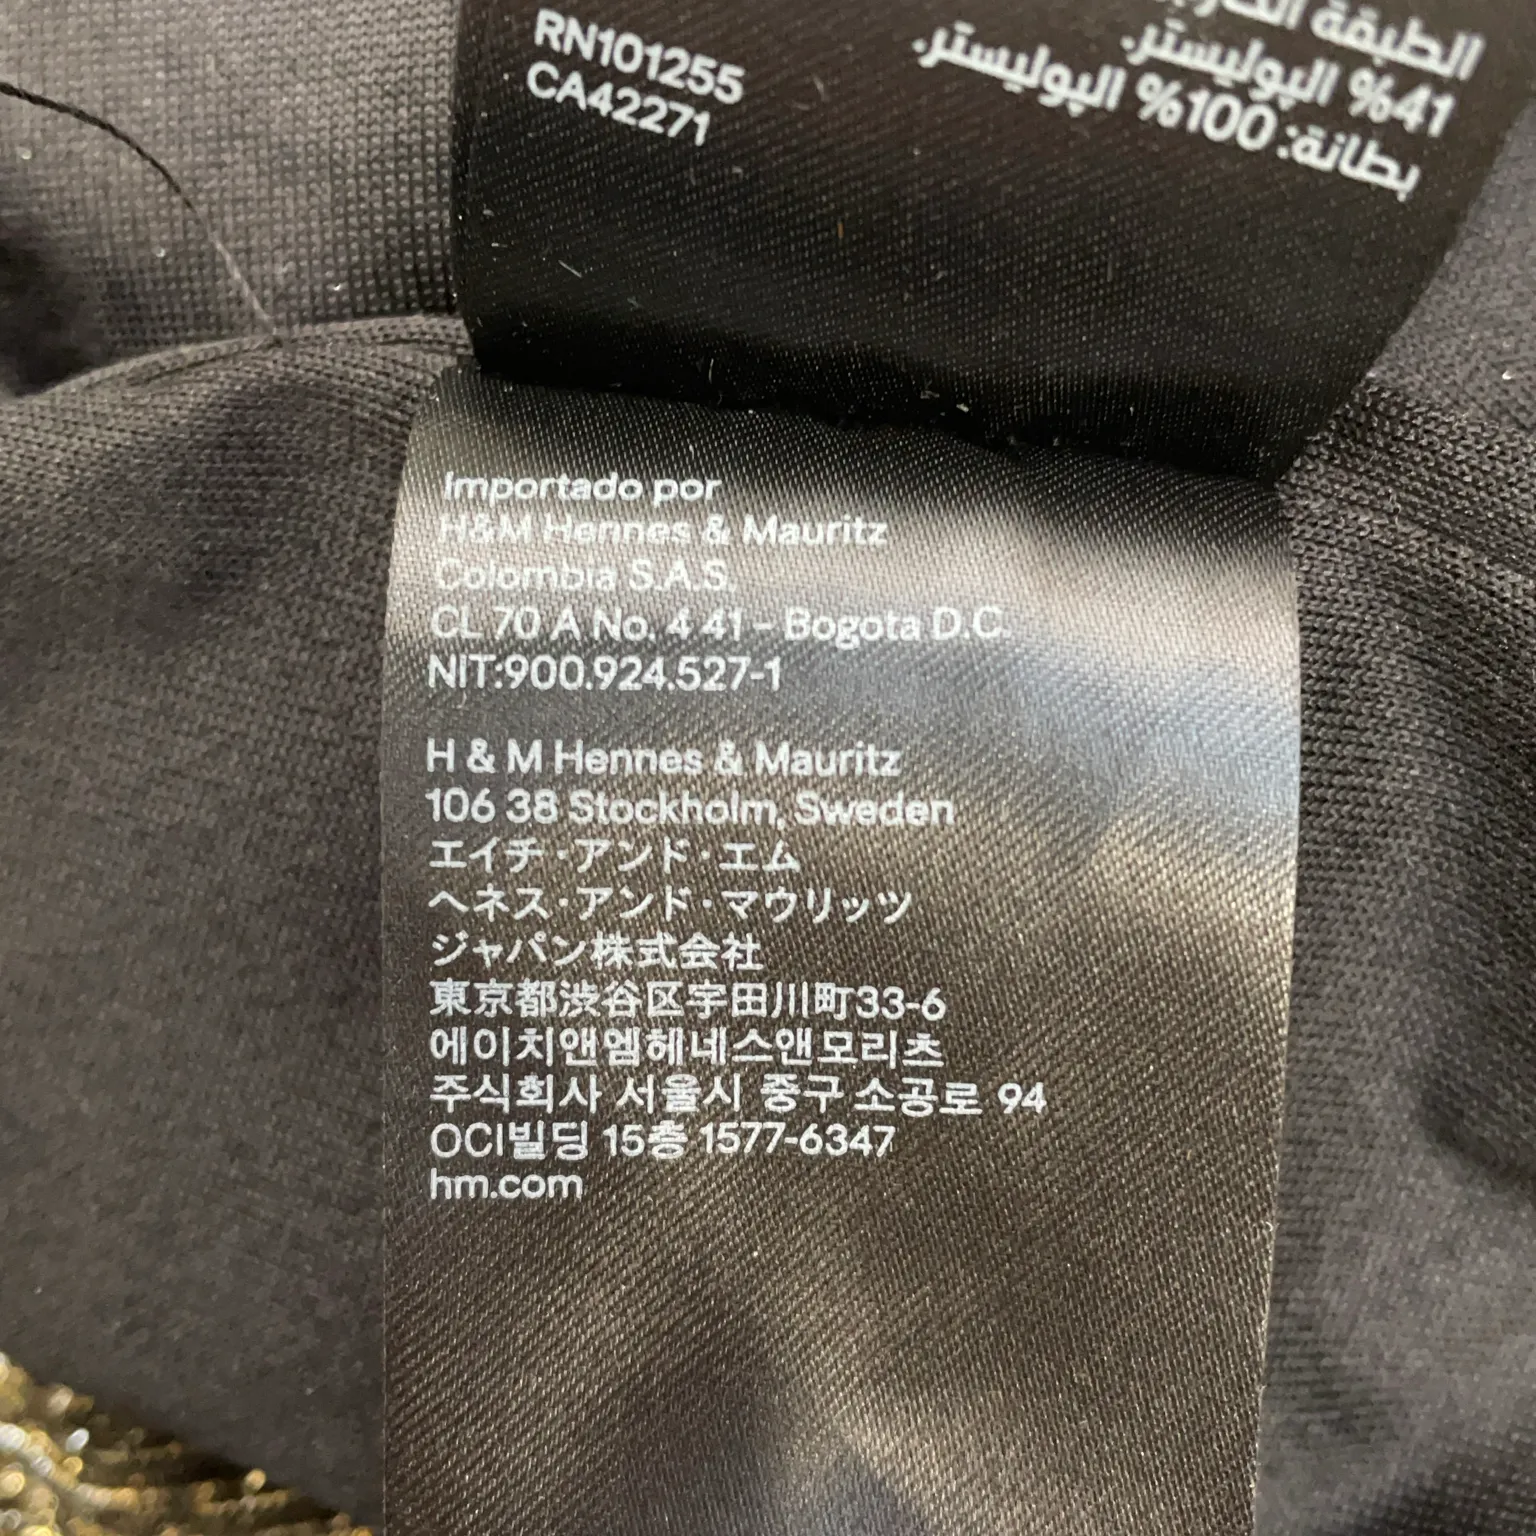 RN101255
CA42271
الطبقة
41% البوليستر.
بطانة: 100% البوليستر.
Importado por
H&M Hennes & Mauritz
Colombia S.A.S.
CL 70 A No. 4 41 - Bogota D.C.
NIT:900.924.527-1
H & M Hennes & Mauritz
106 38 Stockholm, Sweden
エイチ・アンド・エム
ヘネス・アンド・マウリッツ
ジャパン株式会社
東京都渋谷区宇田川町33-6
에이치앤엠헤네스앤모리츠
주식회사 서울시 중구 소공로 94
OCI빌딩 15층 1577-6347
hm.com